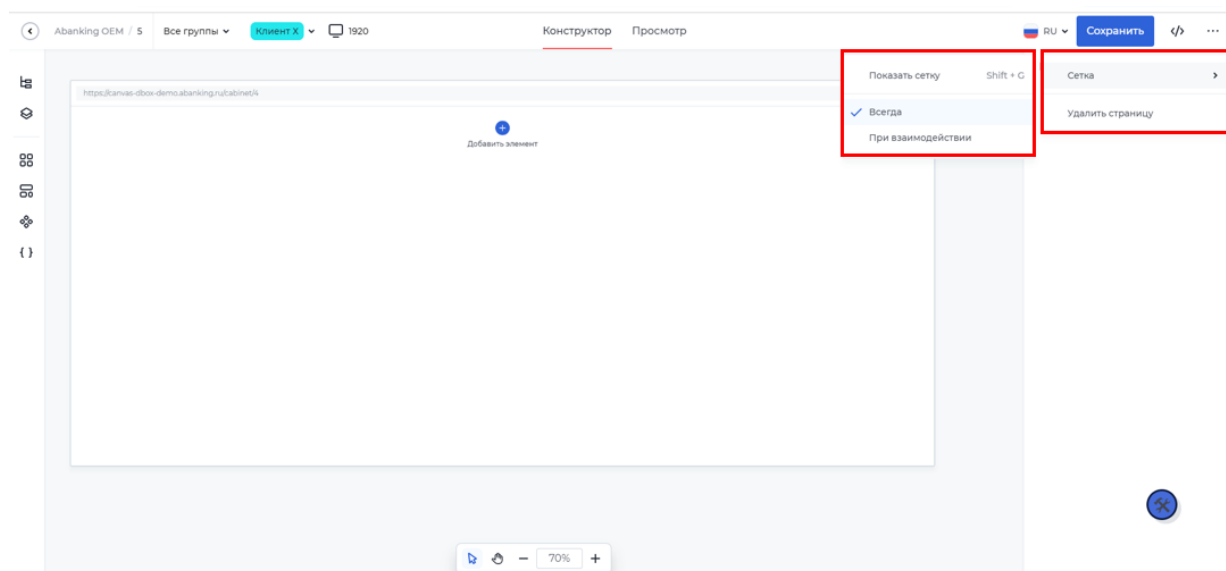 Abanking OEM / 5 Все группы Клиент X 1920 Конструктор Просмотр RU Сохранить </> ...
Показать сетку Shift + G
Всегда
При взаимодействии
Сетка
Удалить страницу
https://canvas-dbox-demo.abanking.ru/cabinet/4
Добавить элемент
{ }
70%